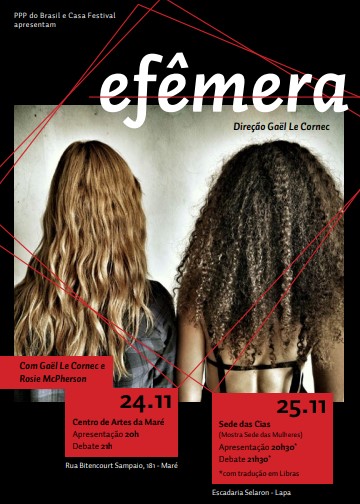 PPP do Brasil e Casa Festival
apresentam
efêmera
Direção Gaël Le Cornec
Com Gaël Le Cornec e
Rosie McPherson
24.11
Centro de Artes da Maré
Apresentação 20h
Debate 21h
Rua Bitencourt Sampaio, 181 - Maré
25.11
Sede das Cias
(Mostra Sede das Mulheres)
Apresentação 20h30*
Debate 21h30*
*com tradução em Libras
Escadaria Selaron - Lapa